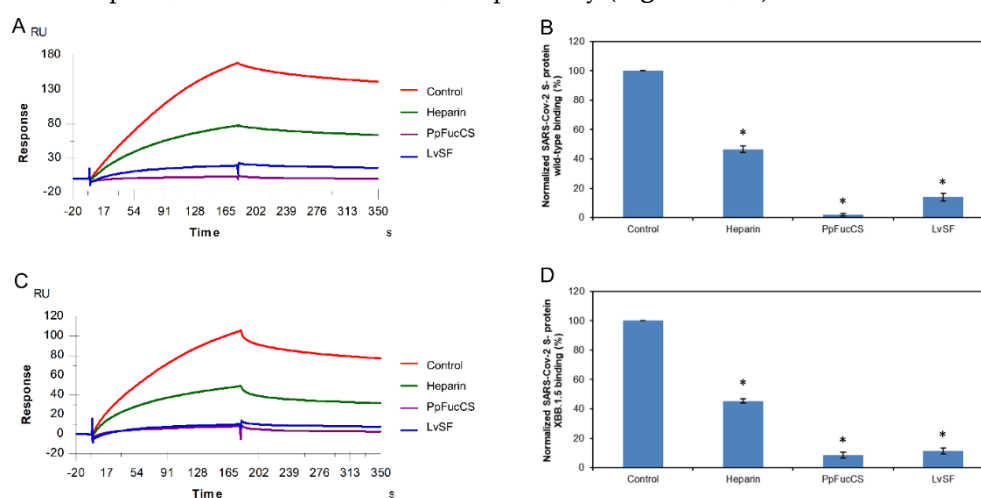 A
RU
180
130
80
30
-20
Response
-20 17 54 91 128 165 202 239 276 313 350
Time s
Control
Heparin
PpFucCS
LvSF
B
Normalized SARS-Cov-2 S- protein
wild-type binding (%)
120
100
80
60
40
20
0
*
*
*
Control Heparin PpFucCS LvSF
C
RU
120
100
80
60
40
20
0
-20
Response
-20 17 54 91 128 165 202 239 276 313 350
Time s
Control
Heparin
PpFucCS
LvSF
D
Normalized SARS-Cov-2 S- protein
XBB.1.5 binding (%)
120
100
80
60
40
20
0
*
*
*
Control Heparin PpFucCS LvSF